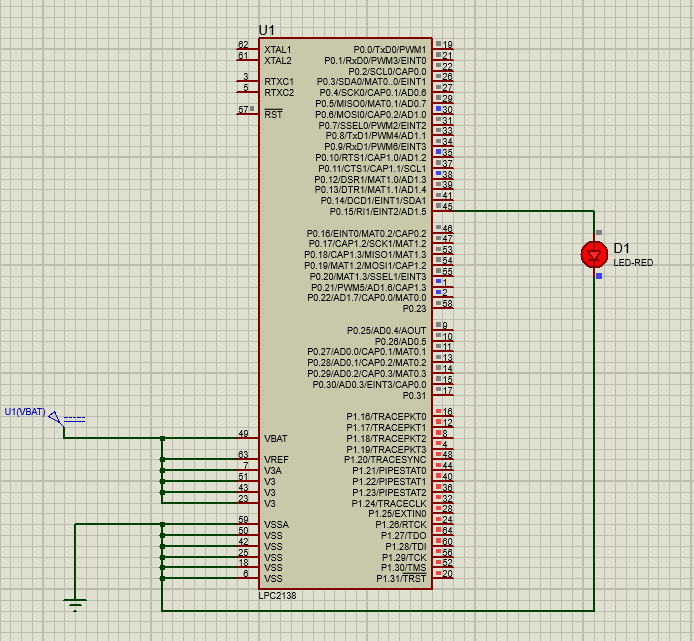 U1
62 XTAL1 P0.0/TxD0/PWM1 19
61 XTAL2 P0.1/RxD0/PWM3/EINT0 21
P0.2/SCL0/CAP0.0 22
3 RTXC1 P0.3/SDA0/MAT0..0/EINT1 26
5 RTXC2 P0.4/SCK0/CAP0.1/AD0.6 27
P0.5/MISO0/MAT0.1/AD0.7 29
57 RST P0.6/MOSI0/CAP0.2/AD1.0 30
P0.7/SSEL0/PWM2/EINT2 31
P0.8/TxD1/PWM4/AD1.1 33
P0.9/RxD1/PWM6/EINT3 34
P0.10/RTS1/CAP1.0/AD1.2 35
P0.11/CTS1/CAP1.1/SCL1 37
P0.12/DSR1/MAT1.0/AD1.3 38
P0.13/DTR1/MAT1.1/AD1.4 39
P0.14/DCD1/EINT1/SDA1 41
P0.15/RI1/EINT2/AD1.5 45
P0.16/EINT0/MAT0.2/CAP0.2 46
P0.17/CAP1.2/SCK1/MAT1.2 47
P0.18/CAP1.3/MISO1/MAT1.3 53
P0.19/MAT1.2/MOSI1/CAP1.2 54
P0.20/MAT1.3/SSEL1/EINT3 55
P0.21/PWM5/AD1.6/CAP1.3 1
P0.22/AD1.7/CAP0.0/MAT0.0 2
P0.23 58
P0.25/AD0.4/AOUT 9
P0.26/AD0.5 10
P0.27/AD0.0/CAP0.1/MAT0.1 11
P0.28/AD0.1/CAP0.2/MAT0.2 13
P0.29/AD0.2/CAP0.3/MAT0.3 14
P0.30/AD0.3/EINT3/CAP0.0 15
P0.31 17
P1.16/TRACEPKT0 16
P1.17/TRACEPKT1 12
49 VBAT P1.18/TRACEPKT2 8
P1.19/TRACEPKT3 4
63 VREF P1.20/TRACESYNC 48
7 V3A P1.21/PIPESTAT0 44
51 V3 P1.22/PIPESTAT1 40
43 V3 P1.23/PIPESTAT2 36
23 V3 P1.24/TRACECLK 32
P1.25/EXTIN0 28
59 VSSA P1.26/RTCK 24
50 VSS P1.27/TDO 64
42 VSS P1.28/TDI 60
25 VSS P1.29/TCK 56
18 VSS P1.30/TMS 52
6 VSS P1.31/TRST 20
LPC2138
U1(VBAT)
D1
LED-RED